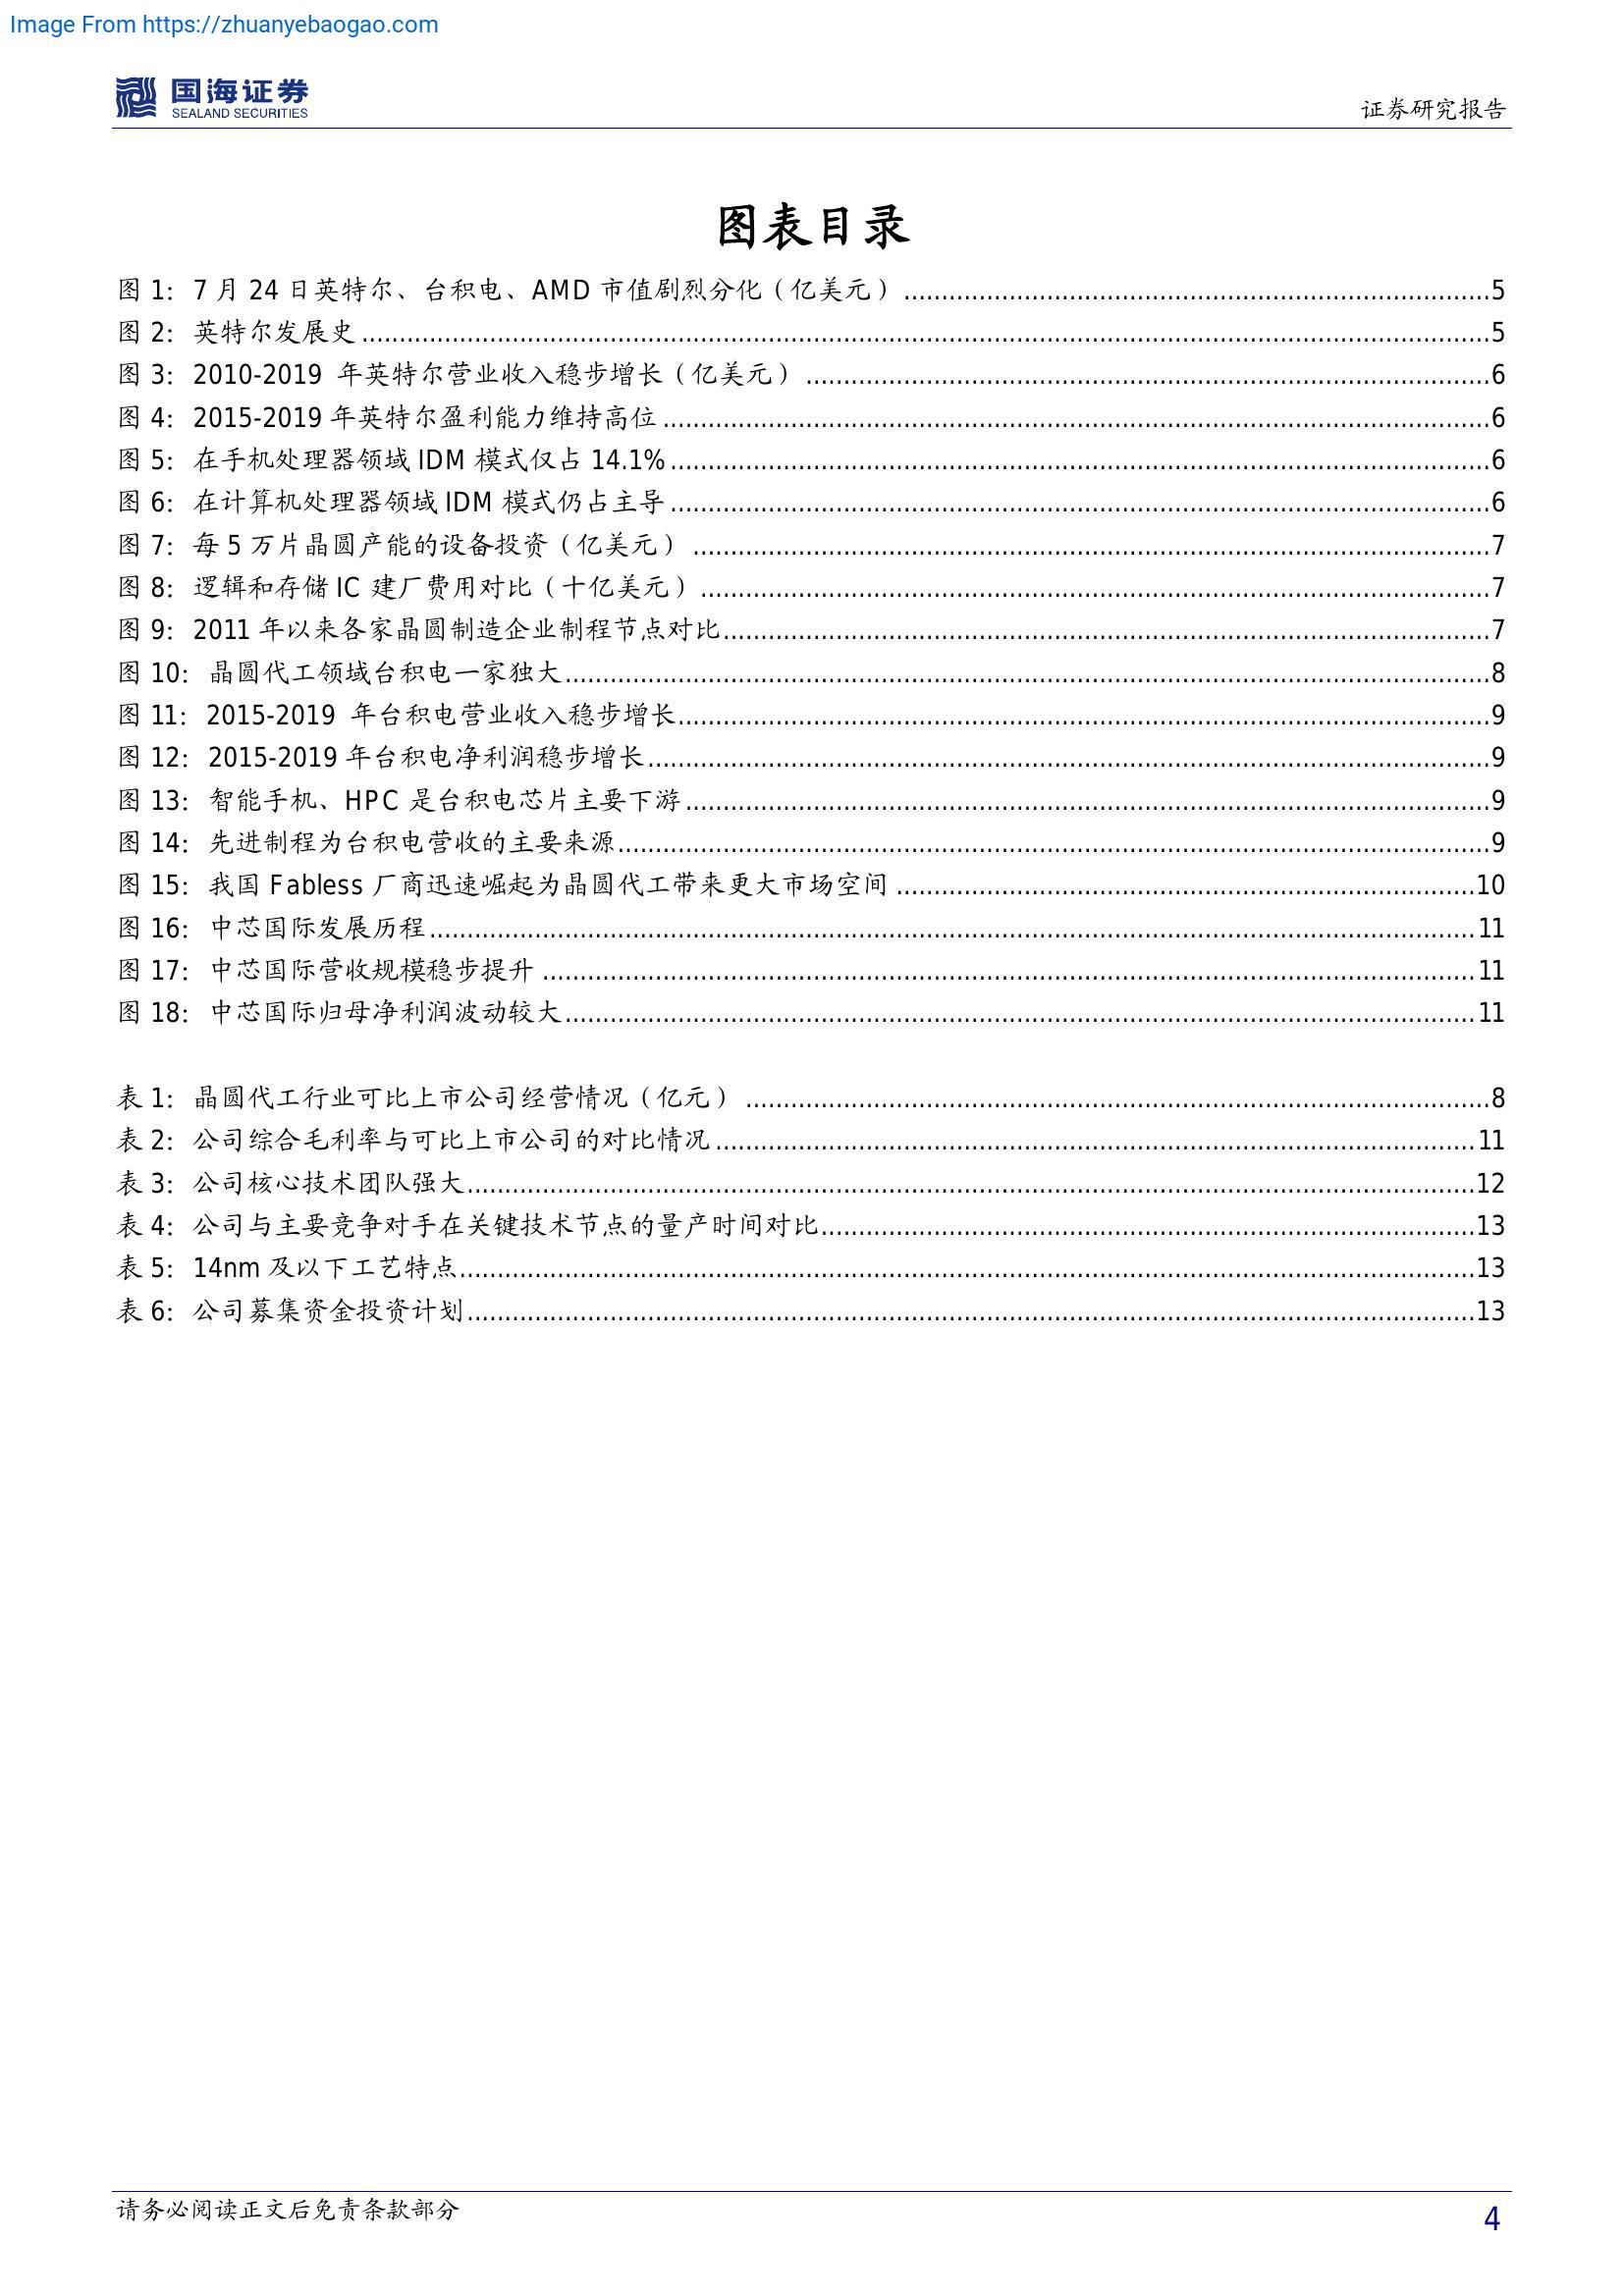 Image From https://zhuanyebaogao.com
国海证券
SEALAND SECURITIES
证券研究报告
图表目录
图 1：7 月 24 日英特尔、台积电、AMD 市值剧烈分化（亿美元）5
图 2：英特尔发展史5
图 3：2010-2019 年英特尔营业收入稳步增长（亿美元）6
图 4：2015-2019 年英特尔盈利能力维持高位6
图 5：在手机处理器领域 IDM 模式仅占 14.1%6
图 6：在计算机处理器领域 IDM 模式仍占主导6
图 7：每 5 万片晶圆产能的设备投资（亿美元）7
图 8：逻辑和存储 IC 建厂费用对比（十亿美元）7
图 9：2011 年以来各家晶圆制造企业制程节点对比7
图 10：晶圆代工领域台积电一家独大8
图 11：2015-2019 年台积电营业收入稳步增长9
图 12：2015-2019 年台积电净利润稳步增长9
图 13：智能手机、HPC 是台积电芯片主要下游9
图 14：先进制程为台积电营收的主要来源9
图 15：我国 Fabless 厂商迅速崛起为晶圆代工带来更大市场空间10
图 16：中芯国际发展历程11
图 17：中芯国际营收规模稳步提升11
图 18：中芯国际归母净利润波动较大11
表 1：晶圆代工行业可比上市公司经营情况（亿元）8
表 2：公司综合毛利率与可比上市公司的对比情况11
表 3：公司核心技术团队强大12
表 4：公司与主要竞争对手在关键技术节点的量产时间对比13
表 5：14nm 及以下工艺特点13
表 6：公司募集资金投资计划13
请务必阅读正文后免责条款部分
4